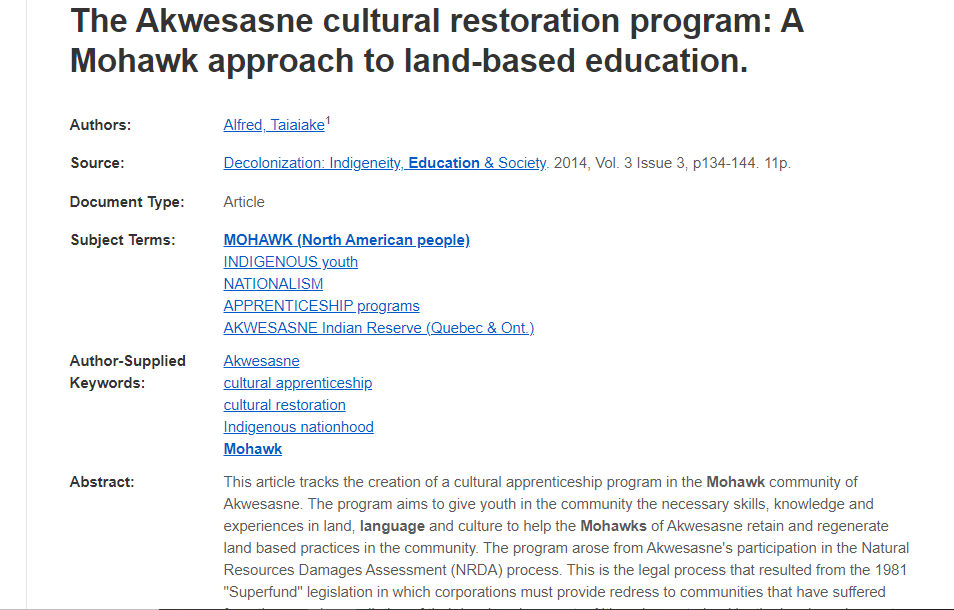 The Akwesasne cultural restoration program: A
Mohawk approach to land-based education.
Authors: Alfred, Taiaiake1
Source: Decolonization: Indigeneity, Education & Society. 2014, Vol. 3 Issue 3, p134-144. 11p.
Document Type: Article
Subject Terms: MOHAWK (North American people)
INDIGENOUS youth
NATIONALISM
APPRENTICESHIP programs
AKWESASNE Indian Reserve (Quebec & Ont.)
Author-Supplied Akwesasne
Keywords: cultural apprenticeship
cultural restoration
Indigenous nationhood
Mohawk
Abstract: This article tracks the creation of a cultural apprenticeship program in the Mohawk community of
Akwesasne. The program aims to give youth in the community the necessary skills, knowledge and
experiences in land, language and culture to help the Mohawks of Akwesasne retain and regenerate
land based practices in the community. The program arose from Akwesasne's participation in the Natural
Resources Damages Assessment (NRDA) process. This is the legal process that resulted from the 1981
"Superfund" legislation in which corporations must provide redress to communities that have suffered